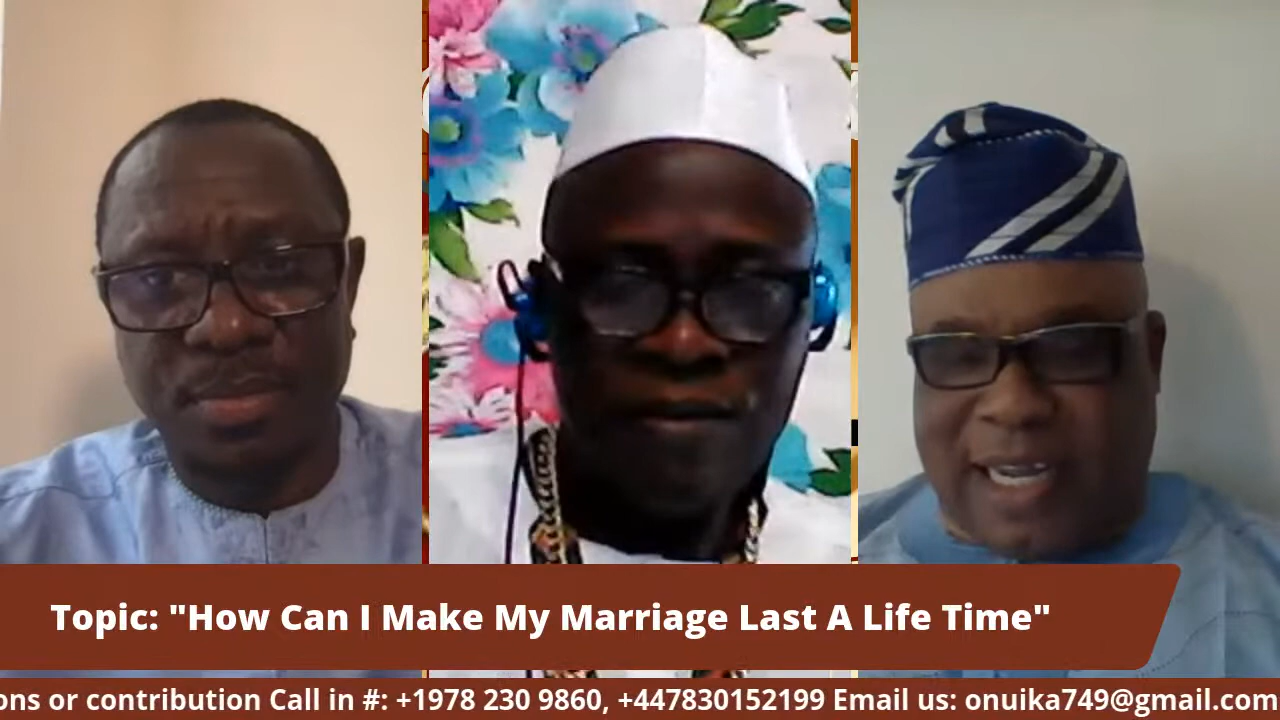 Topic: "How Can I Make My Marriage Last A Life Time"
ons or contribution Call in #: +1978 230 9860, +447830152199 Email us: onuika749@gmail.com